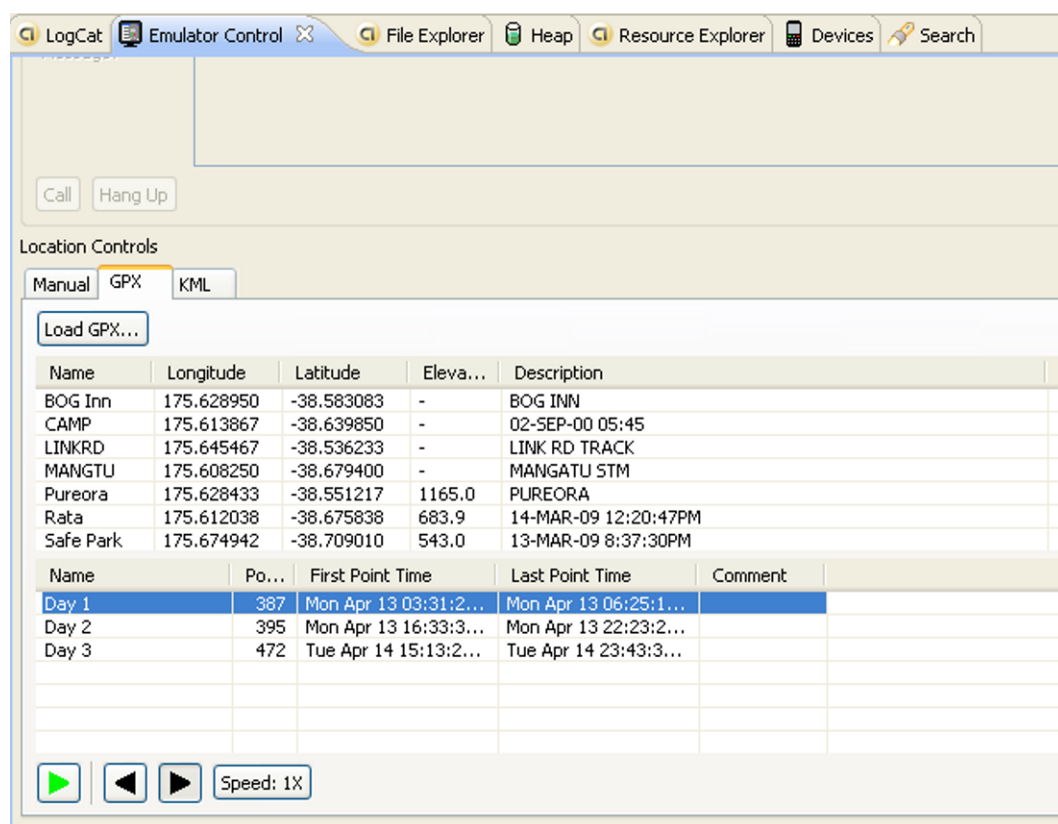 LogCat Emulator Control File Explorer Heap Resource Explorer Devices Search
Call Hang Up
Location Controls
Manual GPX KML
Load GPX...
Name Longitude Latitude Eleva... Description
BOG Inn 175.628950 -38.583083 - BOG INN
CAMP 175.613867 -38.639850 - 02-SEP-00 05:45
LINKRD 175.645467 -38.536233 - LINK RD TRACK
MANGTU 175.608250 -38.679400 - MANGATU STM
Pureora 175.628433 -38.551217 1165.0 PUREORA
Rata 175.612038 -38.675838 683.9 14-MAR-09 12:20:47PM
Safe Park 175.674942 -38.709010 543.0 13-MAR-09 8:37:30PM
Name Po... First Point Time Last Point Time Comment
Day 1 387 Mon Apr 13 03:31:2... Mon Apr 13 06:25:1...
Day 2 395 Mon Apr 13 16:33:3... Mon Apr 13 22:23:2...
Day 3 472 Tue Apr 14 15:13:2... Tue Apr 14 23:43:3...
Speed: 1X